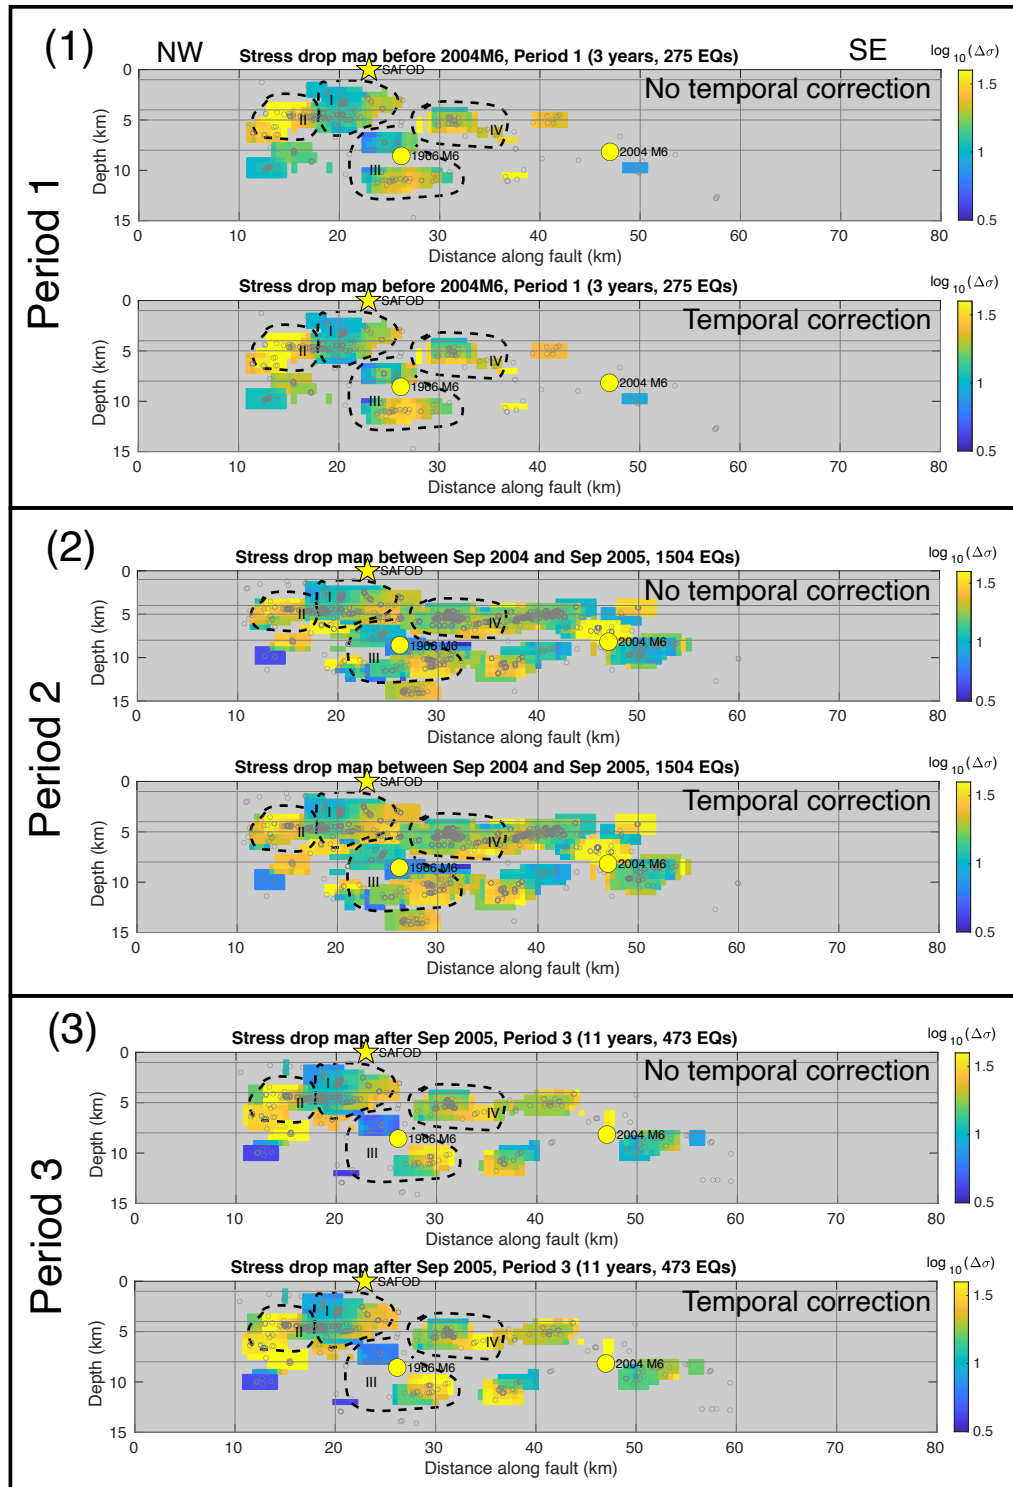 (1)
NW
SE
log10(Δσ)
Stress drop map before 2004M6, Period 1 (3 years, 275 EQs)
SAFOD
No temporal correction
I
II
III
IV
1966 M6
2004 M6
0
5
10
15
Depth (km)
0 10 20 30 40 50 60 70 80
Distance along fault (km)
1.5
1
0.5
Period 1
log10(Δσ)
Stress drop map before 2004M6, Period 1 (3 years, 275 EQs)
SAFOD
Temporal correction
I
II
III
IV
1966 M6
2004 M6
0
5
10
15
Depth (km)
0 10 20 30 40 50 60 70 80
Distance along fault (km)
1.5
1
0.5
(2)
log10(Δσ)
Stress drop map between Sep 2004 and Sep 2005, 1504 EQs)
SAFOD
No temporal correction
I
II
III
IV
1966 M6
2004 M6
0
5
10
15
Depth (km)
0 10 20 30 40 50 60 70 80
Distance along fault (km)
1.5
1
0.5
Period 2
log10(Δσ)
Stress drop map between Sep 2004 and Sep 2005, 1504 EQs)
SAFOD
Temporal correction
I
II
III
IV
1966 M6
2004 M6
0
5
10
15
Depth (km)
0 10 20 30 40 50 60 70 80
Distance along fault (km)
1.5
1
0.5
(3)
log10(Δσ)
Stress drop map after Sep 2005, Period 3 (11 years, 473 EQs)
SAFOD
No temporal correction
I
II
III
IV
1966 M6
2004 M6
0
5
10
15
Depth (km)
0 10 20 30 40 50 60 70 80
Distance along fault (km)
1.5
1
0.5
Period 3
log10(Δσ)
Stress drop map after Sep 2005, Period 3 (11 years, 473 EQs)
SAFOD
Temporal correction
I
II
III
IV
1966 M6
2004 M6
0
5
10
15
Depth (km)
0 10 20 30 40 50 60 70 80
Distance along fault (km)
1.5
1
0.5